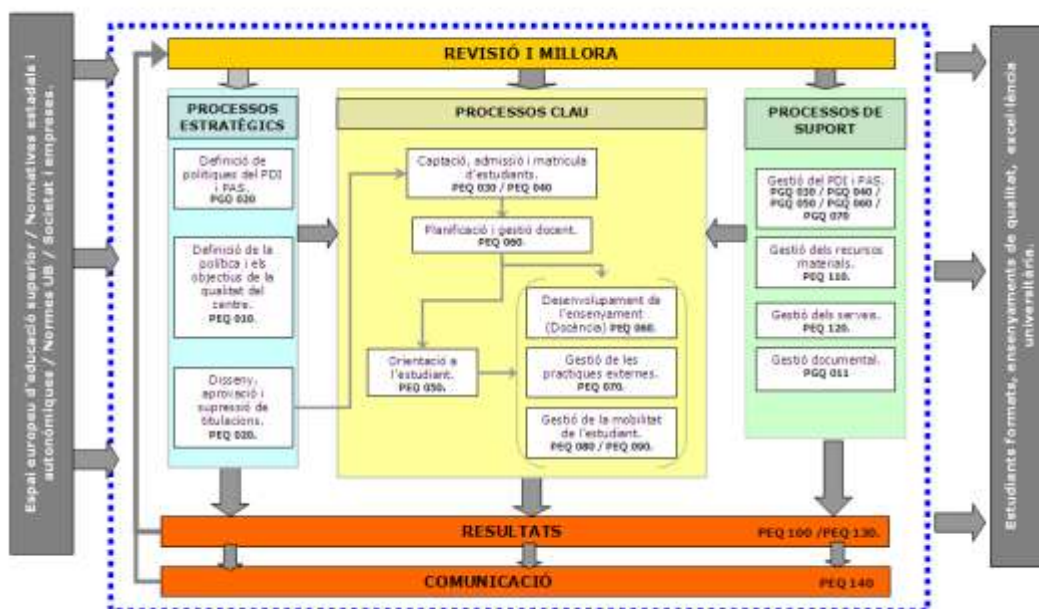 Espai europeu d'educació superior / Normatives estadals i
autonómiques / Normes UB / Societat i empreses.
REVISIÓ I MILLORA
PROCESSOS
ESTRATÈGICS
Definició de
polítiques del PDI
i PAS.
PGQ 020
Definició de la
política i els
objectius de la
qualitat del
centre.
PEQ 010.
Disseny,
aprovació i
supressió de
titulacions.
PEQ 020.
PROCESSOS CLAU
Captació, admissió i matrícula
d'estudiants.
PEQ 030 / PEQ 040
Planificació i gestió docent.
PEQ 060.
Desenvolupament de
l'ensenyament
(Docència) PEQ 060.
Orientació a
l'estudiant.
PEQ 050.
Gestió de les
practiques externes.
PEQ 070.
Gestió de la mobilitat
de l'estudiant.
PEQ 080 / PEQ 090.
PROCESSOS DE
SUPORT
Gestió del PDI i PAS.
PGQ 030 / PGQ 040 /
PGQ 050 / PGQ 060 /
PGQ 070
Gestió dels recursos
materials.
PEQ 110.
Gestió dels serveis.
PEQ 120.
Gestió documental.
PGQ 011
RESULTATS
PEQ 100 /PEQ 130.
COMUNICACIÓ
PEQ 140
Estudiants formats, ensenyaments de qualitat, excel·lència
universitària.